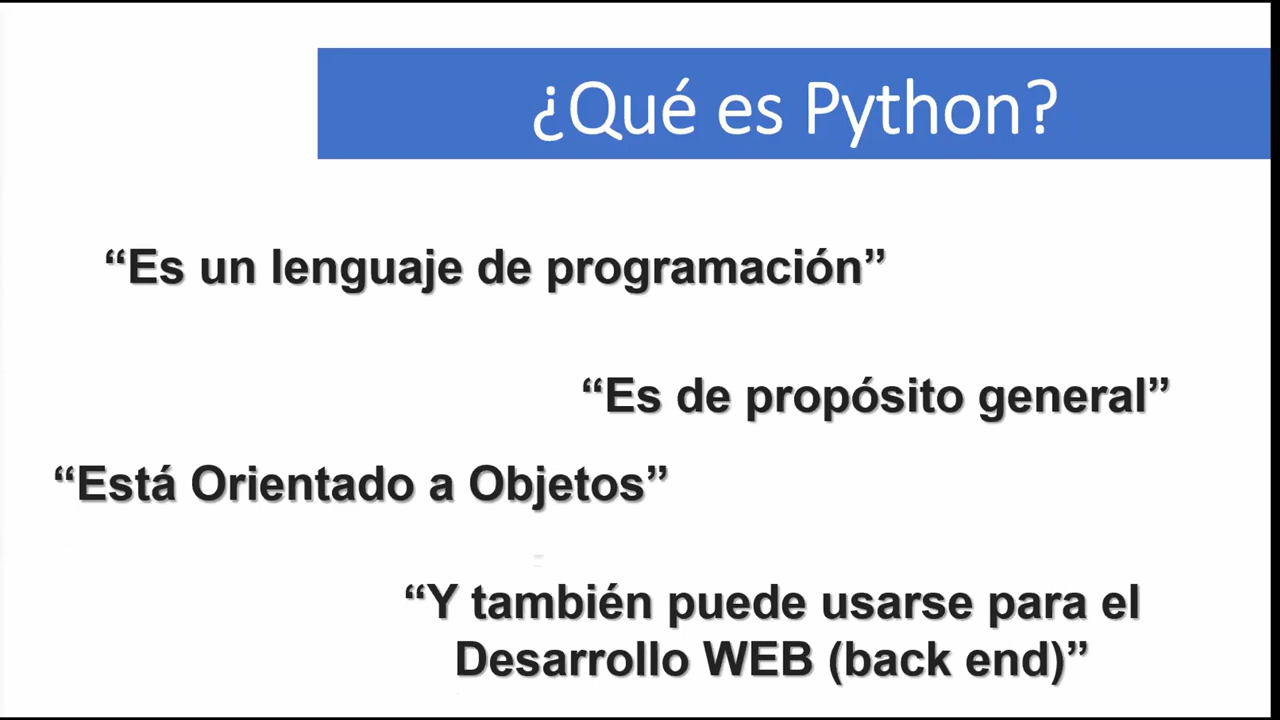 ¿Qué es Python?
“Es un lenguaje de programación”
“Es de propósito general”
“Está Orientado a Objetos”
“Y también puede usarse para el
Desarrollo WEB (back end)”